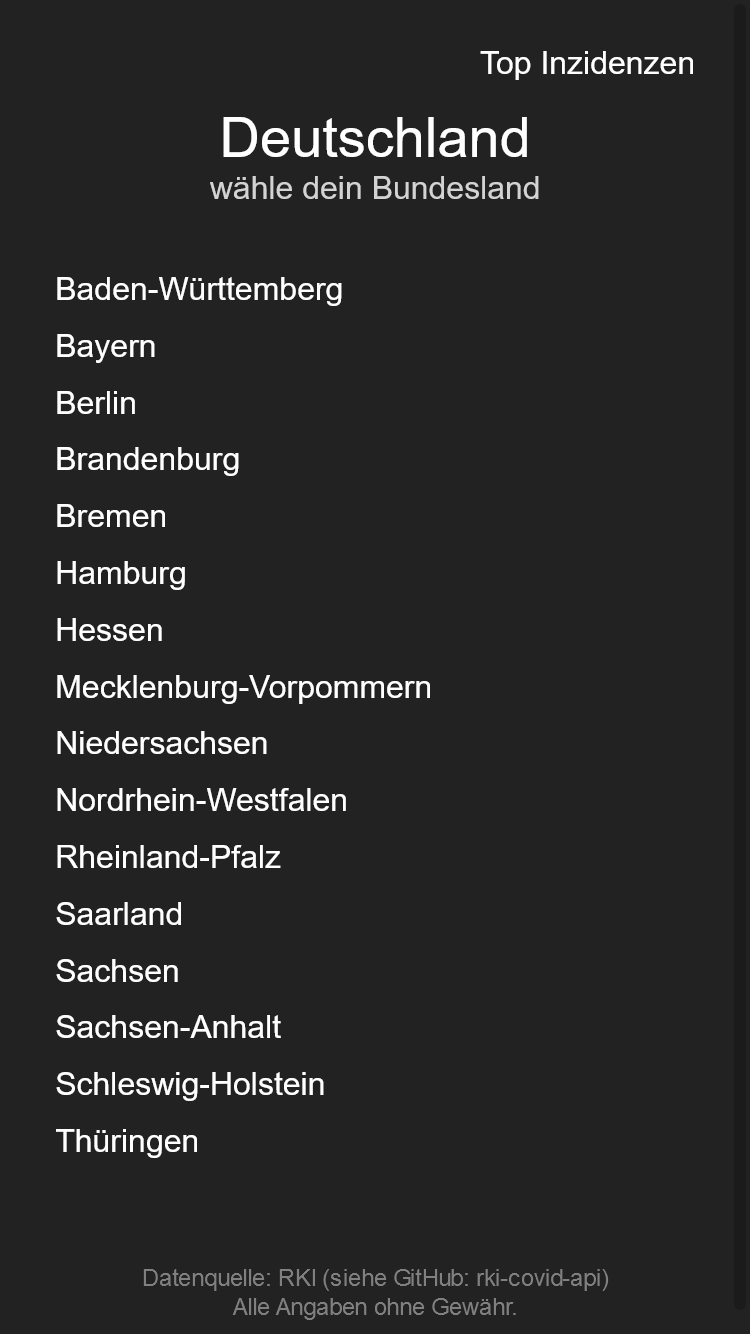 Top Inzidenzen
Deutschland
wähle dein Bundesland
Baden-Württemberg
Bayern
Berlin
Brandenburg
Bremen
Hamburg
Hessen
Mecklenburg-Vorpommern
Niedersachsen
Nordrhein-Westfalen
Rheinland-Pfalz
Saarland
Sachsen
Sachsen-Anhalt
Schleswig-Holstein
Thüringen
Datenquelle: RKI (siehe GitHub: rki-covid-api)
Alle Angaben ohne Gewähr.